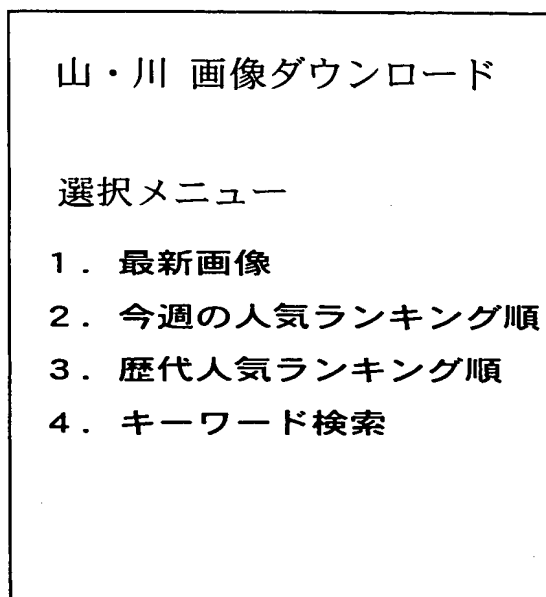 山・川 画像ダウンロード
選択メニュー
１．最新画像
２．今週の人気ランキング順
３．歴代人気ランキング順
４．キーワード検索